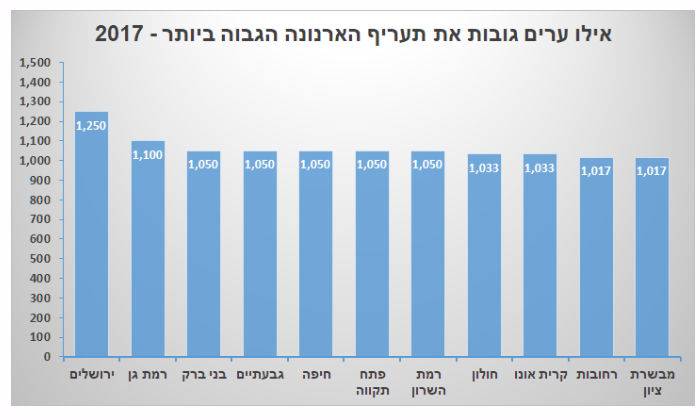 אילו ערים גובות את תעריף הארנונה הגבוה ביותר - 2017
1,500
1,400
1,300
1,200
1,100
1,000
900
800
700
600
500
400
300
200
100
0
1,250
1,100
1,050
1,050
1,050
1,050
1,050
1,033
1,033
1,017
1,017
ירושלים
רמת גן
בני ברק
גבעתיים
חיפה
פתח
תקווה
רמת
השרון
חולון
קרית אונו
רחובות
מבשרת
ציון